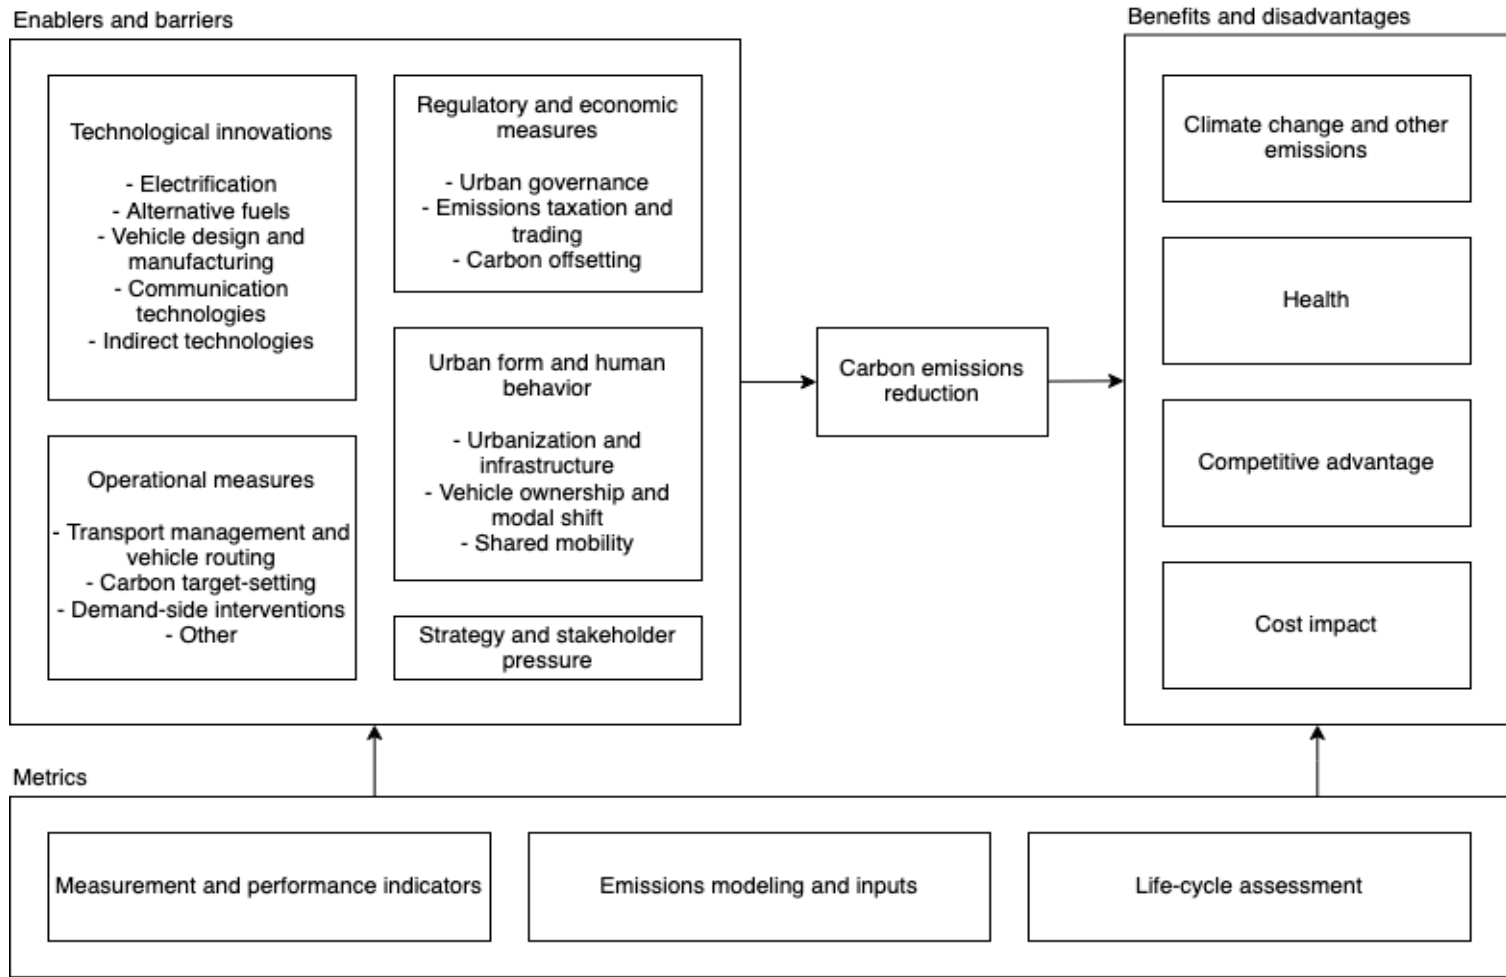 Enablers and barriers
Technological innovations
- Electrification
- Alternative fuels
- Vehicle design and
manufacturing
- Communication
technologies
- Indirect technologies
Operational measures
- Transport management and
vehicle routing
- Carbon target-setting
- Demand-side interventions
- Other
Regulatory and economic
measures
- Urban governance
- Emissions taxation and
trading
- Carbon offsetting
Urban form and human
behavior
- Urbanization and
infrastructure
- Vehicle ownership and
modal shift
- Shared mobility
Strategy and stakeholder
pressure
Carbon emissions
reduction
Benefits and disadvantages
Climate change and other
emissions
Health
Competitive advantage
Cost impact
Metrics
Measurement and performance indicators
Emissions modeling and inputs
Life-cycle assessment